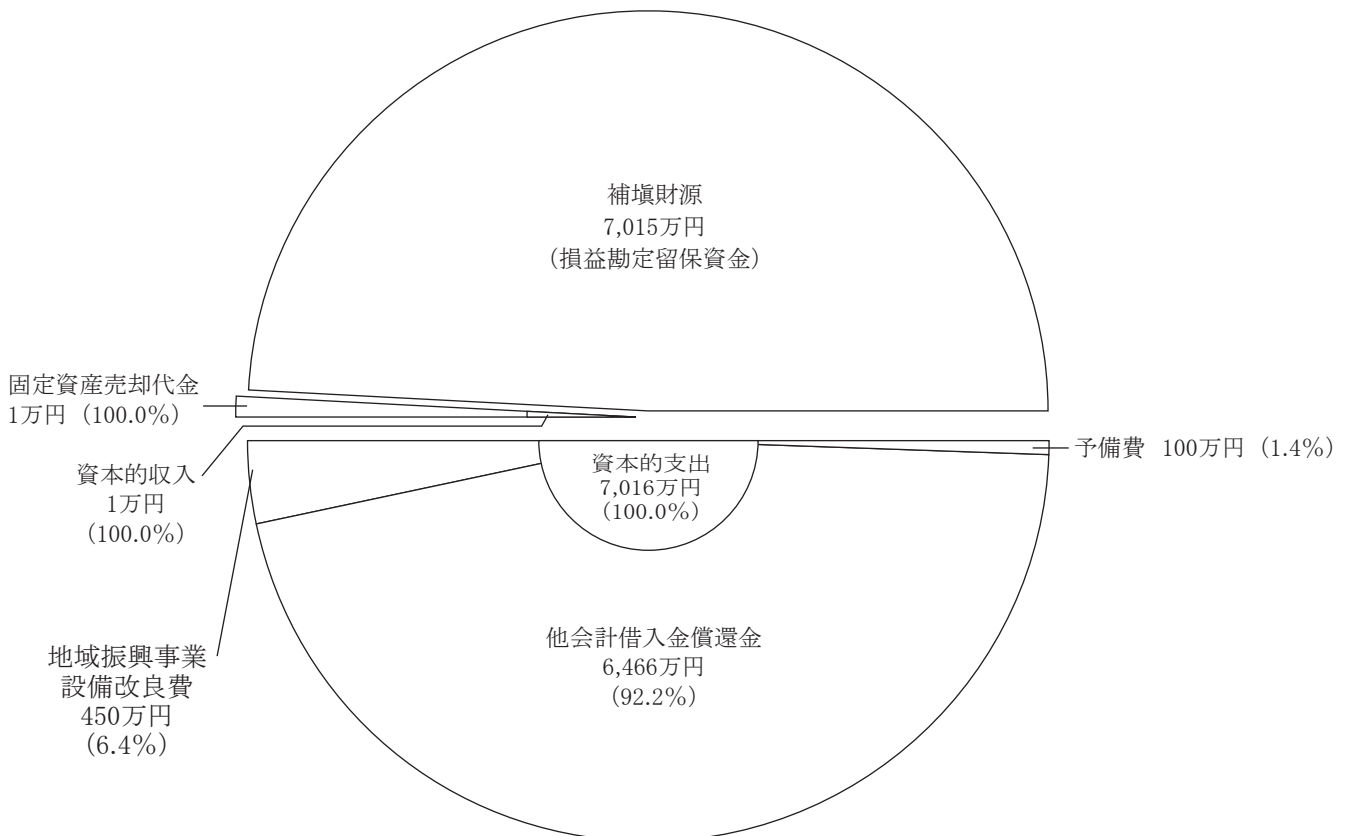 補塡財源
7,015万円
（損益勘定留保資金）
固定資産売却代金
1万円（100.0％）
資本的収入
1万円
（100.0％）
資本的支出
7,016万円
（100.0％）
予備費 100万円（1.4％）
他会計借入金償還金
6,466万円
（92.2％）
地域振興事業
設備改良費
450万円
（6.4％）